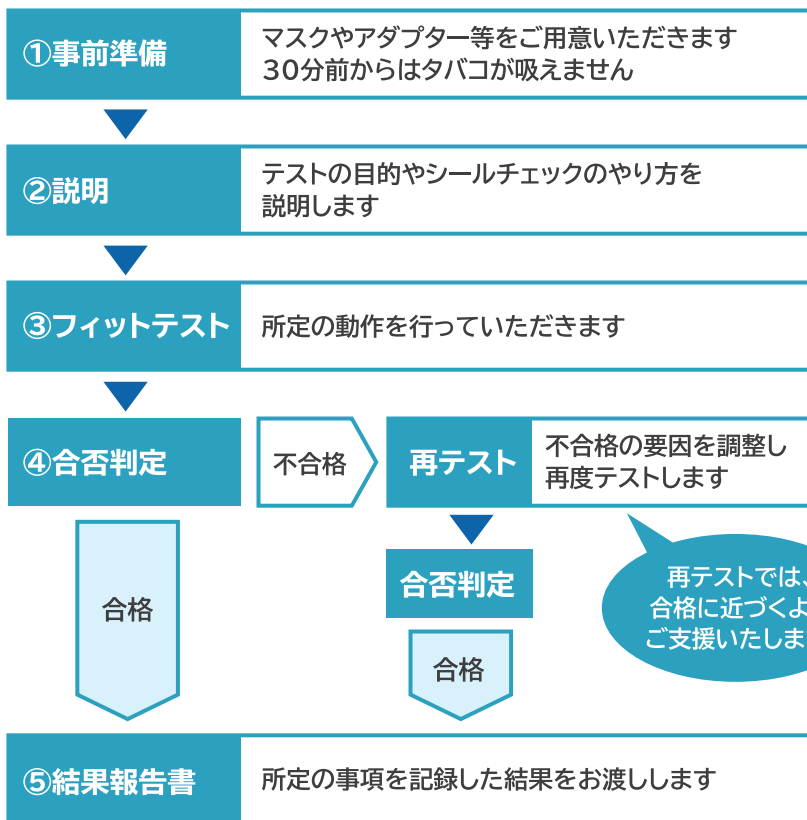 ①事前準備
マスクやアダプター等をご用意いただきます
30分前からはタバコが吸えません
②説明
テストの目的やシールチェックのやり方を
説明します
③フィットテスト
所定の動作を行っていただきます
④合否判定
不合格
再テスト
不合格の要因を調整し
再度テストします
合否判定
再テストでは、
合格に近づくよ
ご支援いたしま
合格
合格
⑤結果報告書
所定の事項を記録した結果をお渡しします